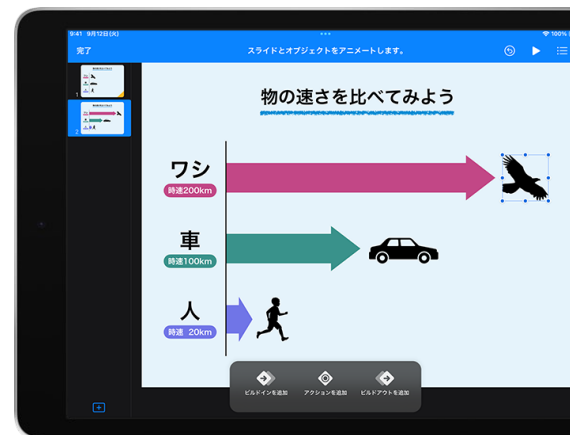 9:41 9月12日(火)
100%
完了
スライドとオブジェクトをアニメートします。
1
2
物の速さを比べてみよう
ワシ
時速200km
車
時速100km
人
時速 20km
ビルドインを追加
アクションを追加
ビルドアウトを追加